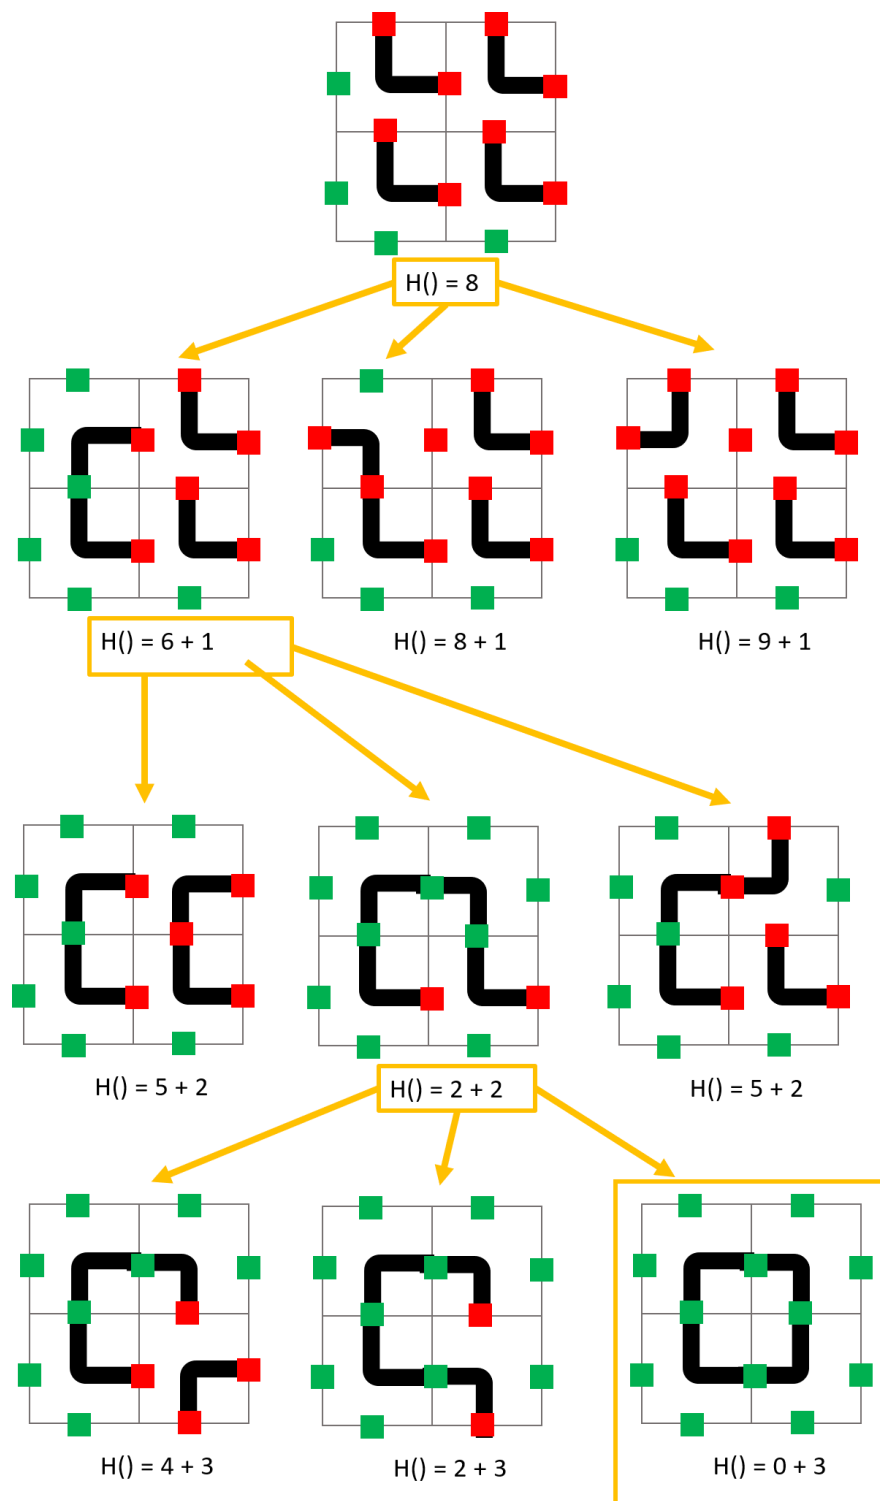 H() = 8
H() = 6 + 1
H() = 8 + 1
H() = 9 + 1
H() = 5 + 2
H() = 2 + 2
H() = 5 + 2
H() = 4 + 3
H() = 2 + 3
H() = 0 + 3